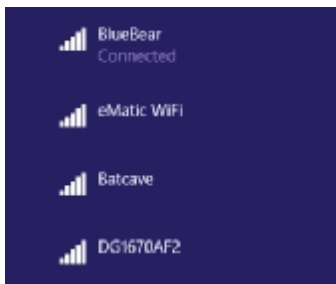 BlueBear
Connected
eMatic WiFi
Batcave
DG1670AF2